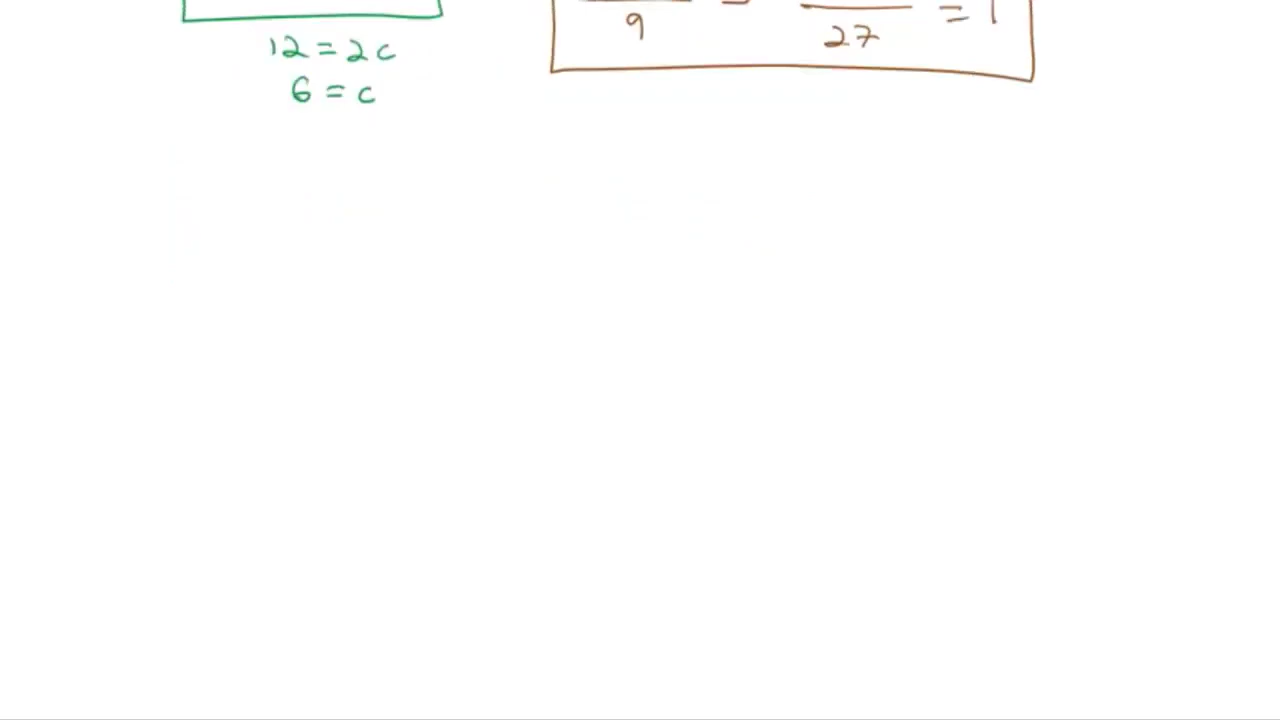 12 = 2c
6 = c
9 - 27 = 1